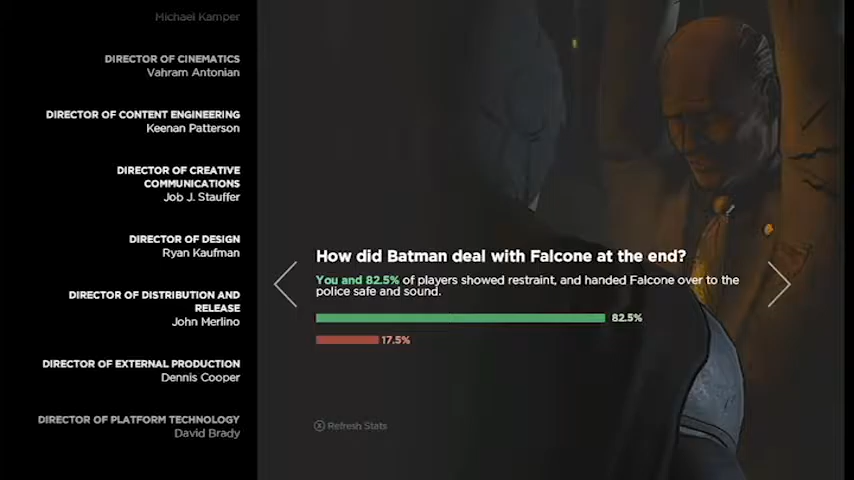 Michael Kamper
DIRECTOR OF CINEMATICS
Vahram Antonian
DIRECTOR OF CONTENT ENGINEERING
Keenan Patterson
DIRECTOR OF CREATIVE
COMMUNICATIONS
Job J. Stauffer
DIRECTOR OF DESIGN
Ryan Kaufman
DIRECTOR OF DISTRIBUTION AND
RELEASE
John Merlino
DIRECTOR OF EXTERNAL PRODUCTION
Dennis Cooper
DIRECTOR OF PLATFORM TECHNOLOGY
David Brady
How did Batman deal with Falcone at the end?
You and 82.5% of players showed restraint, and handed Falcone over to the
police safe and sound.
82.5%
17.5%
X Refresh Stats